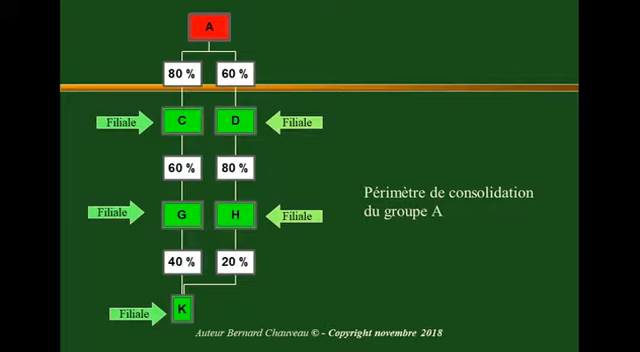 A
80 % 60 %
Filiale C D Filiale
60 % 80 %
Filiale G H Filiale
40 % 20 %
Filiale K
Périmètre de consolidation
du groupe A
Auteur Bernard Chauveau © - Copyright novembre 2018